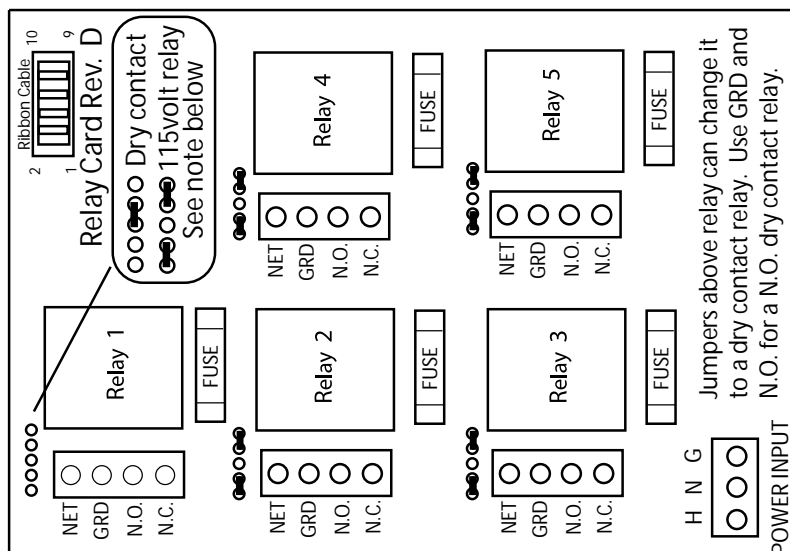 Ribbon Cable
2 10
1 9
Relay Card Rev. D
Dry contact
115volt relay
See note below
Relay 1
FUSE
NET
GRD
N.O.
N.C.
Relay 2
FUSE
NET
GRD
N.O.
N.C.
Relay 3
FUSE
NET
GRD
N.O.
N.C.
Relay 4
FUSE
NET
GRD
N.O.
N.C.
Relay 5
FUSE
NET
GRD
N.O.
N.C.
H N G
POWER INPUT
Jumpers above relay can change it
to a dry contact relay. Use GRD and
N.O. for a N.O. dry contact relay.